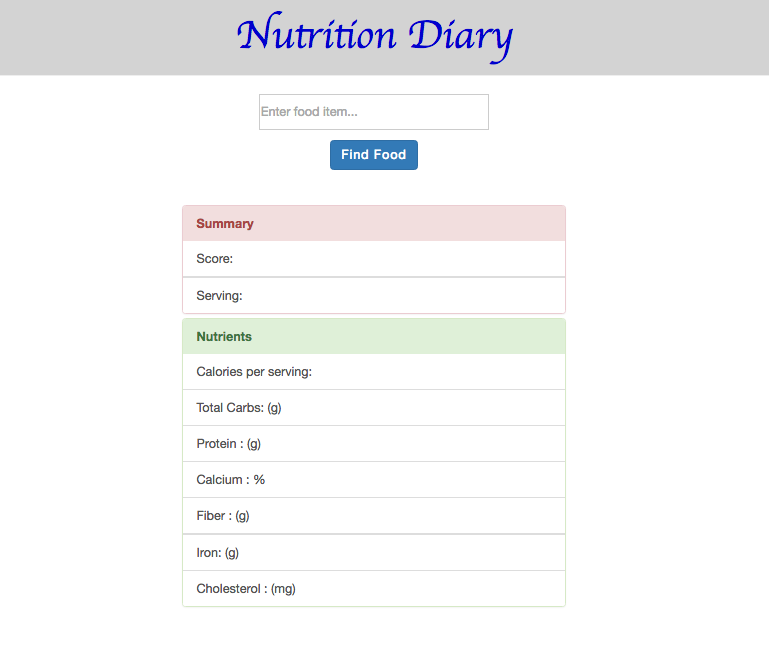 Nutrition Diary
Enter food item...
Find Food
Summary
Score:
Serving:
Nutrients
Calories per serving:
Total Carbs: (g)
Protein : (g)
Calcium : %
Fiber : (g)
Iron: (g)
Cholesterol : (mg)